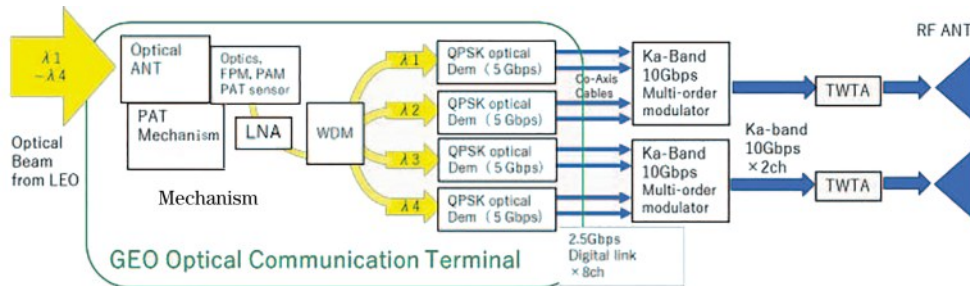 λ1
~λ4
Optical
Beam
from LEO
Optical
ANT
Optics,
FPM, PAM
PAT sensor
PAT
Mechanism
LNA
WDM
Mechanism
λ1
λ2
λ3
λ4
QPSK optical
Dem (5 Gbps)
QPSK optical
Dem (5 Gbps)
QPSK optical
Dem (5 Gbps)
QPSK optical
Dem (5 Gbps)
GEO Optical Communication Terminal
Co-Axis
Cables
2.5Gbps
Digital link
×8ch
Ka-Band
10Gbps
Multi-order
modulator
Ka-Band
10Gbps
Multi-order
modulator
Ka-band
10Gbps
×2ch
TWTA
TWTA
RF ANT